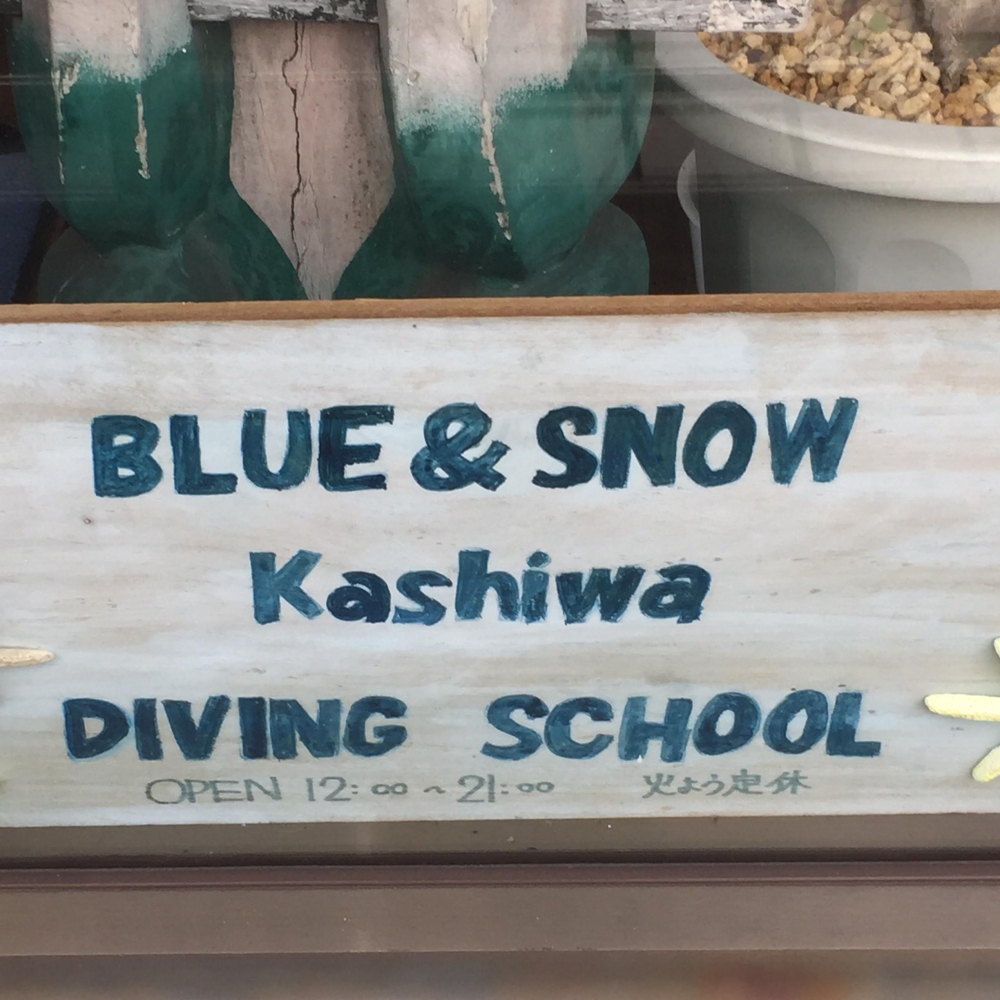 BLUE & SNOW
Kashiwa
DIVING SCHOOL
OPEN 12:00~21:00 火よう定休